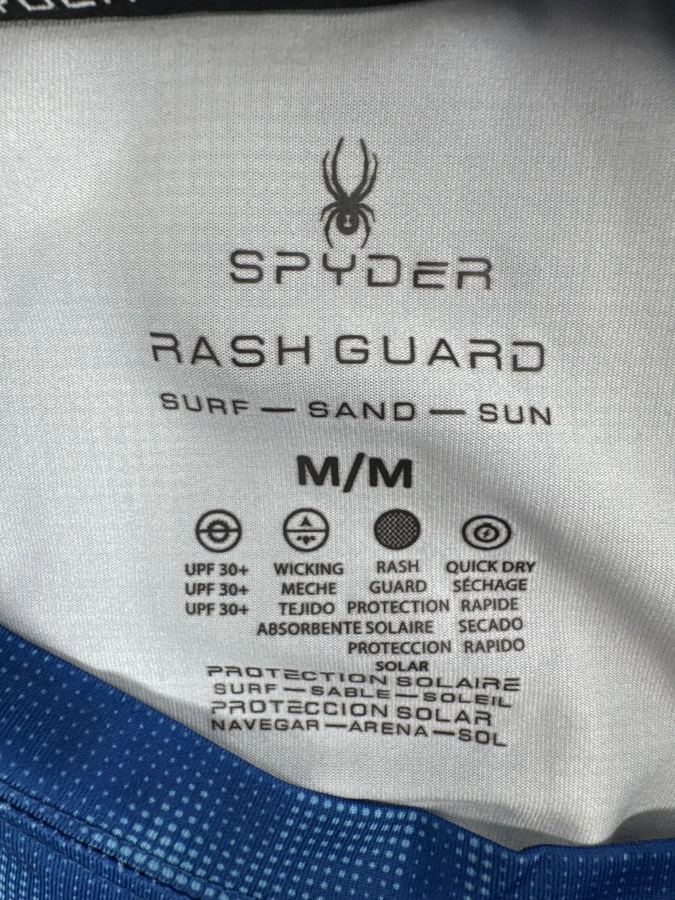 SPYDER
RASH GUARD
SURF — SAND — SUN
M/M
UPF 30+ WICKING RASH QUICK DRY
UPF 30+ MECHE GUARD SÉCHAGE
UPF 30+ TEJIDO PROTECTION RAPIDE
ABSORBENTE SOLAIRE SECADO
PROTECCION RAPIDO
SOLAR
PROTECTION SOLAIRE
SURF—SABLE—SOLEIL
PROTECCION SOLAR
NAVEGAR—ARENA—SOL